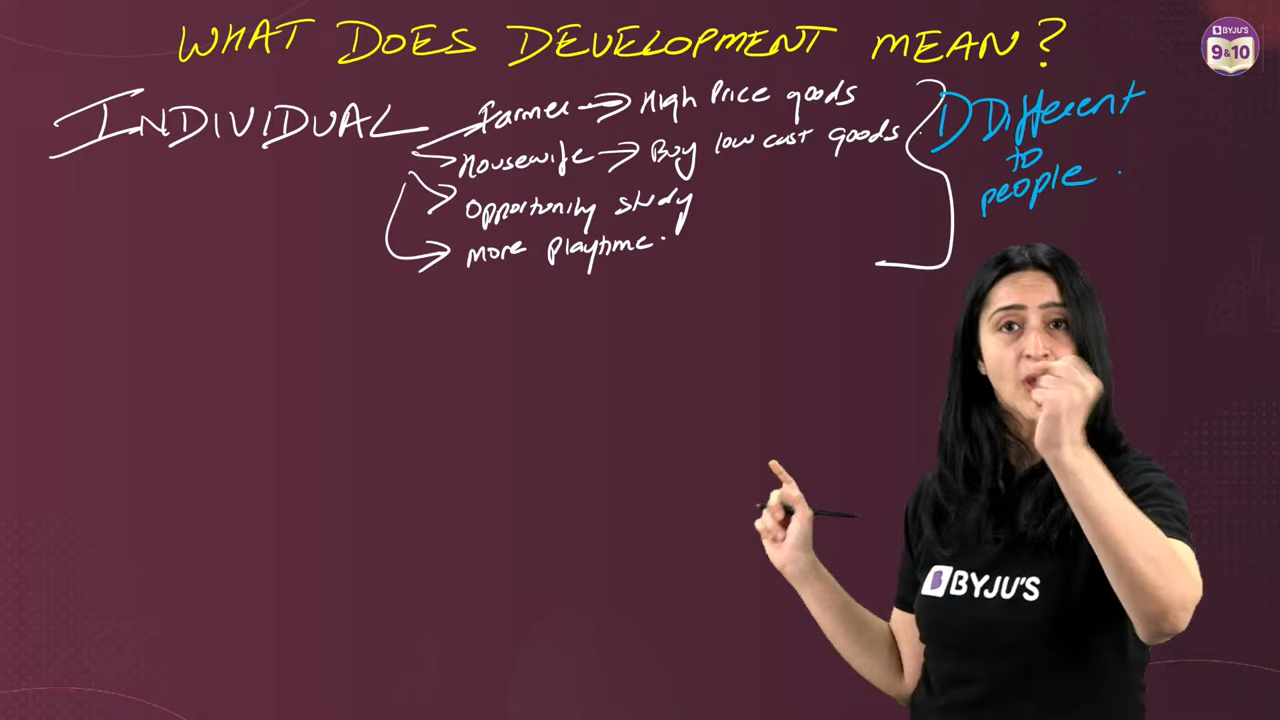 WHAT DOES DEVELOPMENT MEAN?
BYJU'S
9&10
INDIVIDUAL
Farmer → High Price goods
Housewife → Buy low cost goods
Opportunity study
More playtime.
D Different
to
people.
BYJU'S